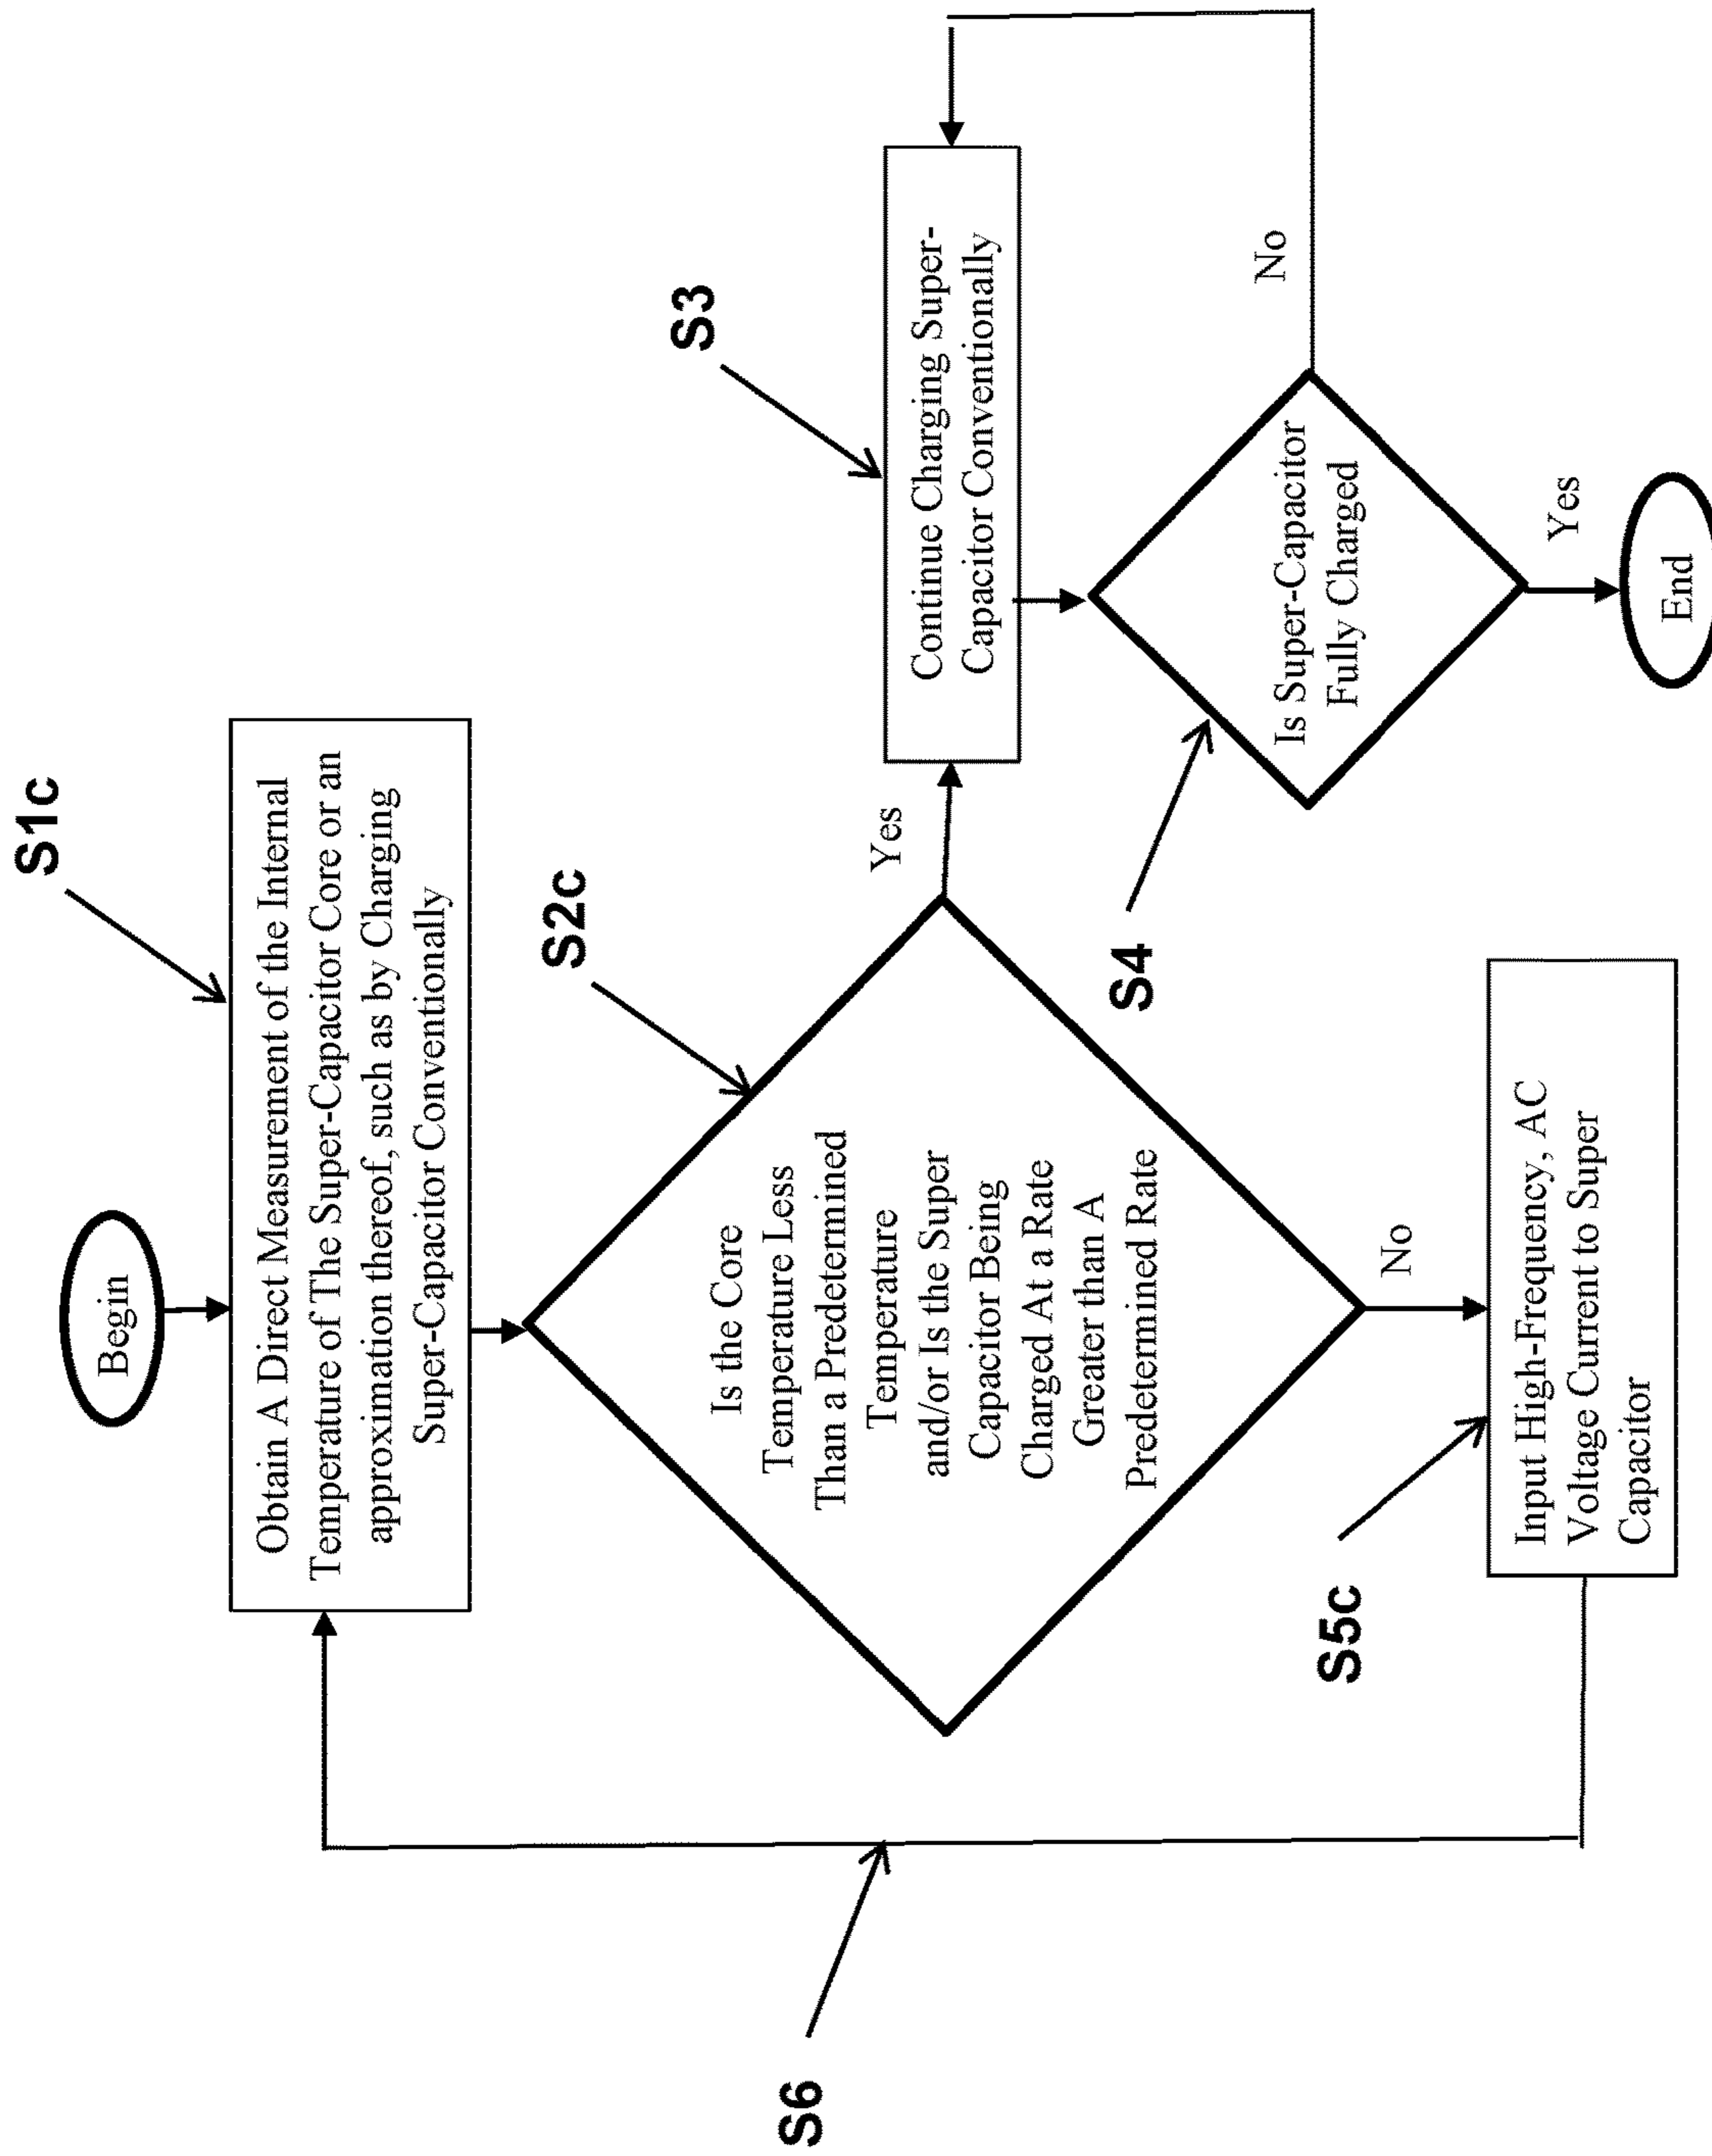 Begin
S1c
Obtain A Direct Measurement of the Internal
Temperature of The Super-Capacitor Core or an
approximation thereof, such as by Charging
Super-Capacitor Conventionally
S2c
Is the Core
Temperature Less
Than a Predetermined
Temperature
and/or Is the Super
Capacitor Being
Charged At a Rate
Greater than A
Predetermined Rate
Yes
S3
Continue Charging Super-
Capacitor Conventionally
S4
Is Super-Capacitor
Fully Charged
No
Yes
End
No
S5c
Input High-Frequency, AC
Voltage Current to Super
Capacitor
S6